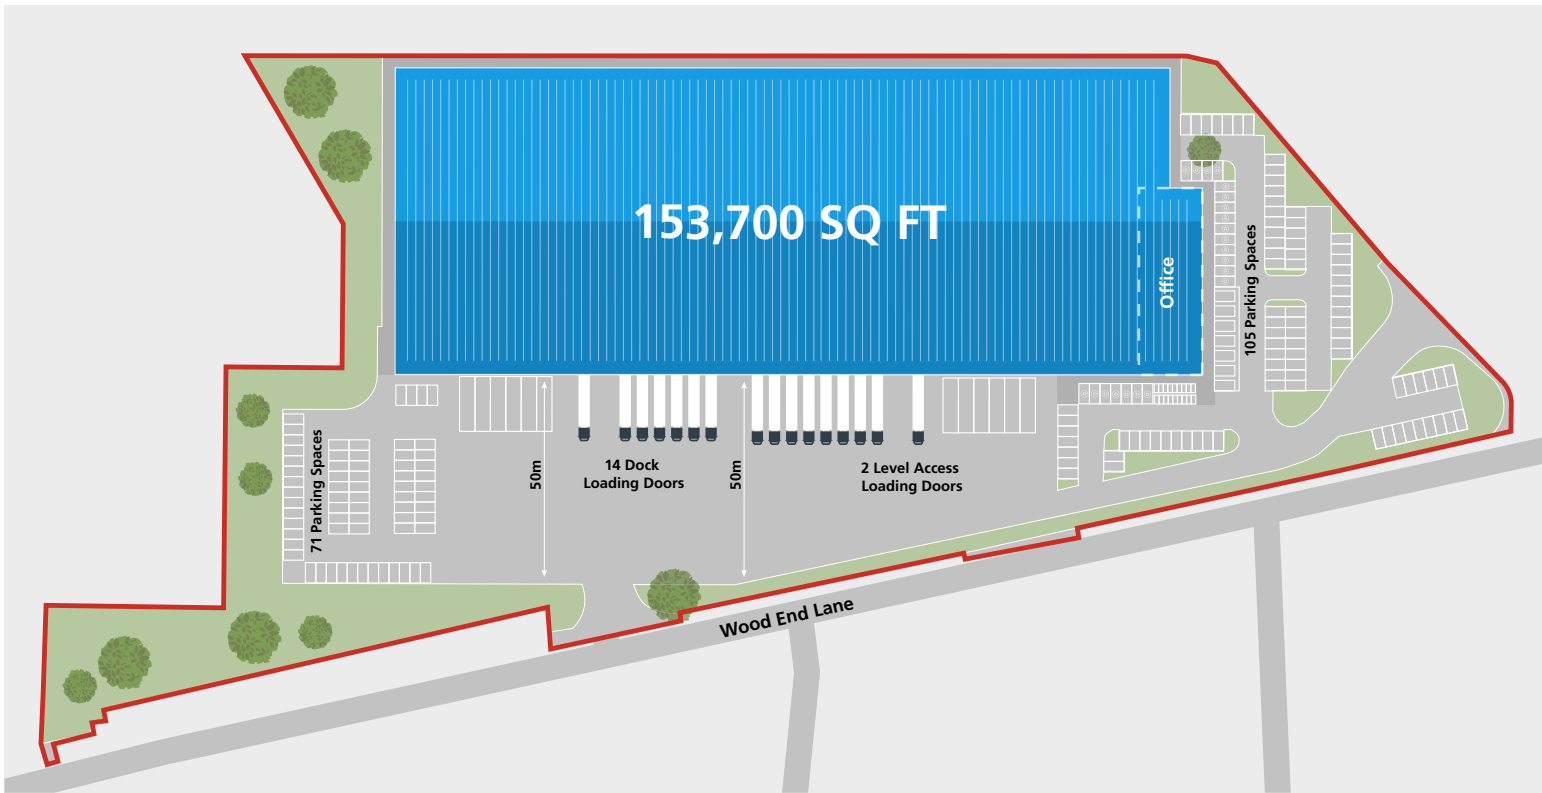 153,700 SQ FT
Office
105 Parking Spaces
71 Parking Spaces
50m
14 Dock
Loading Doors
50m
2 Level Access
Loading Doors
Wood End Lane